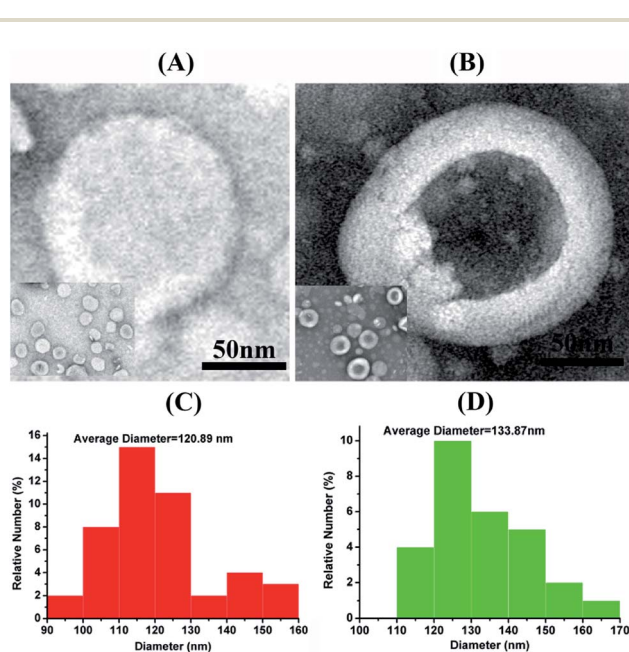 (A)
(B)
50nm
50nm
(C)
(D)
Average Diameter=120.89 nm
16
14
12
10
8
6
4
2
0
Relative Number (%)
90 100 110 120 130 140 150 160
Diameter (nm)
Average Diameter=133.87nm
10
8
6
4
2
0
Relative Number (%)
100 110 120 130 140 150 160 170
Diameter (nm)